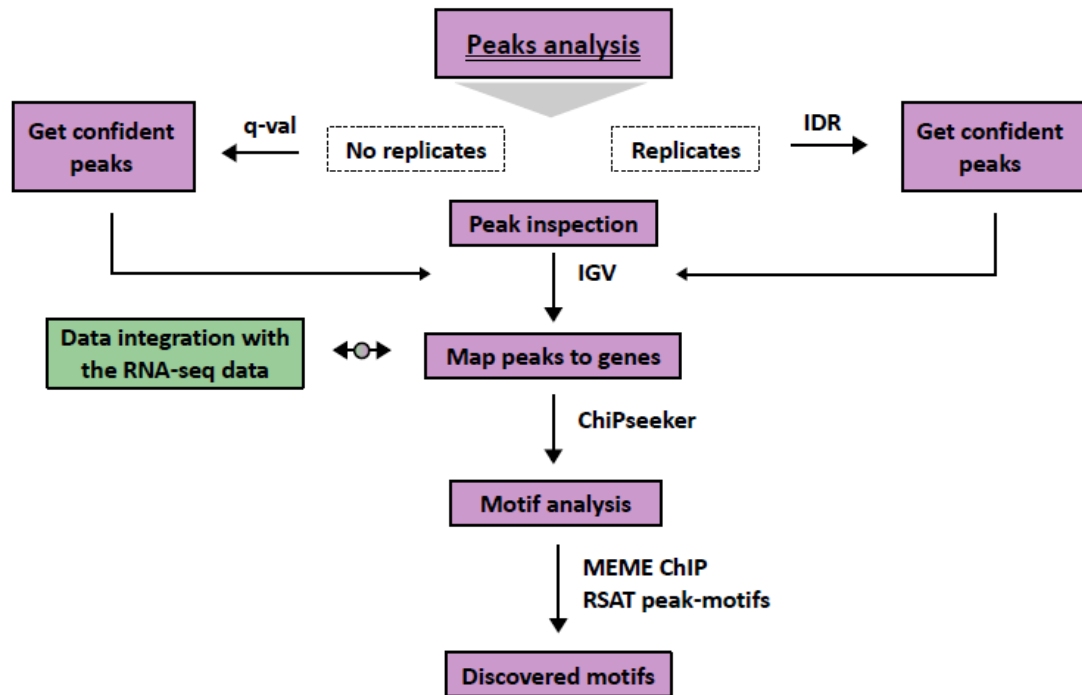 Peaks analysis
Get confident
peaks
q-val
No replicates
Replicates
IDR
Get confident
peaks
Peak inspection
IGV
Data integration with
the RNA-seq data
Map peaks to genes
ChiPseeker
Motif analysis
MEME ChIP
RSAT peak-motifs
Discovered motifs